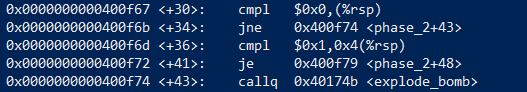 0x0000000000400f67 <+30>: cmpl $0x0,(%rsp)
0x0000000000400f6b <+34>: jne 0x400f74 <phase_2+43>
0x0000000000400f6d <+36>: cmpl $0x1,0x4(%rsp)
0x0000000000400f72 <+41>: je 0x400f79 <phase_2+48>
0x0000000000400f74 <+43>: callq 0x40174b <explode_bomb>